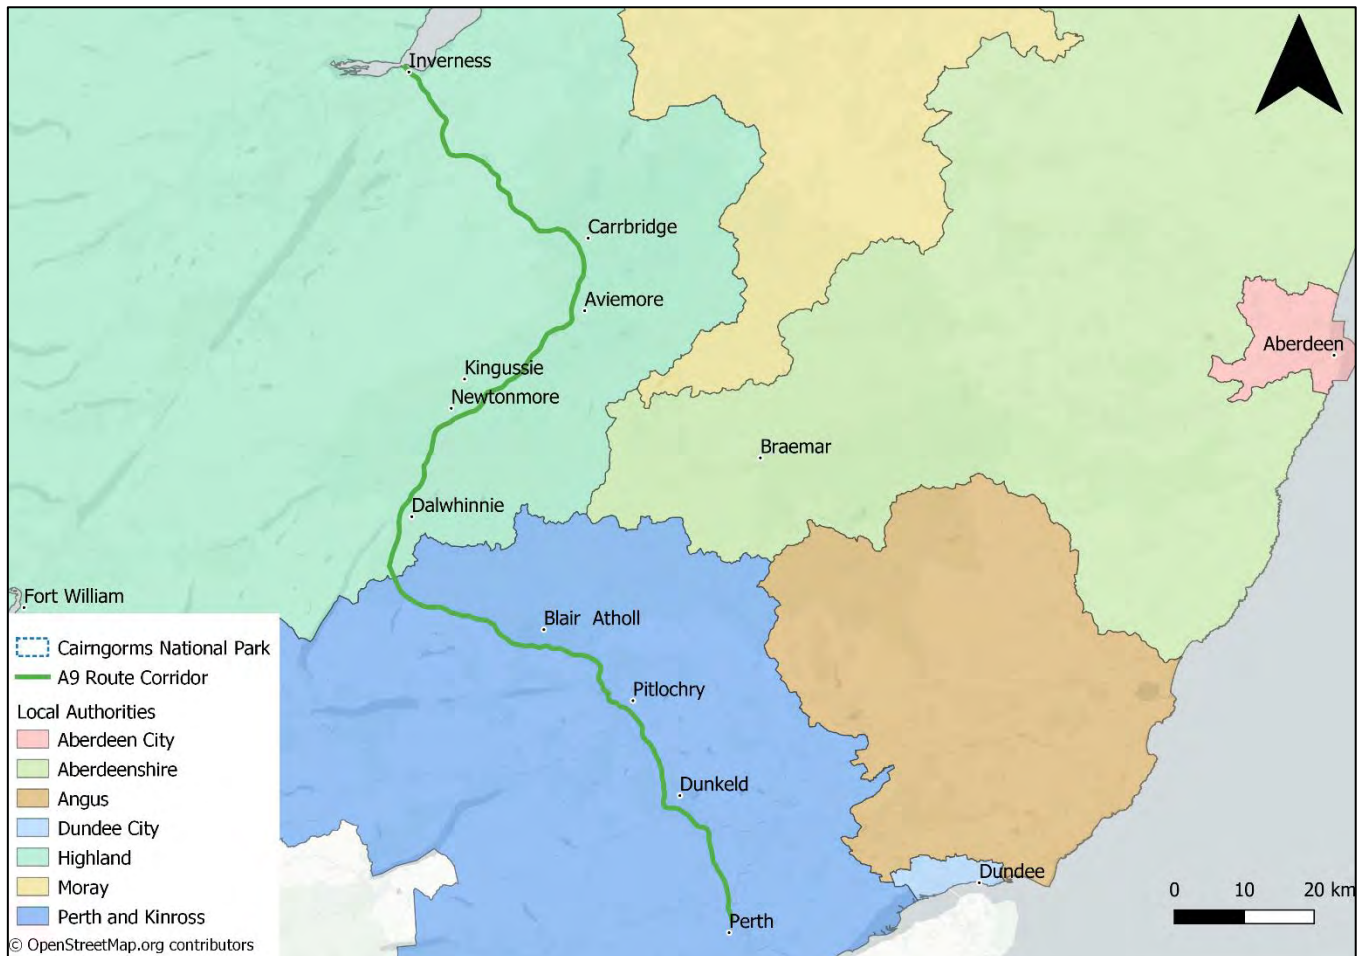 Inverness
Carrbridge
Aviemore
Aberdeen
Kingussie
Newtonmore
Braemar
Dalwhinnie
Fort William
Blair Atholl
Cairngorms National Park
A9 Route Corridor
Pitlochry
Local Authorities
Aberdeen City
Aberdeenshire
Dunkeld
Angus
Dundee City
Highland
Dundee
Moray
0 10 20 km
Perth and Kinross
Perth
© OpenStreetMap.org contributors